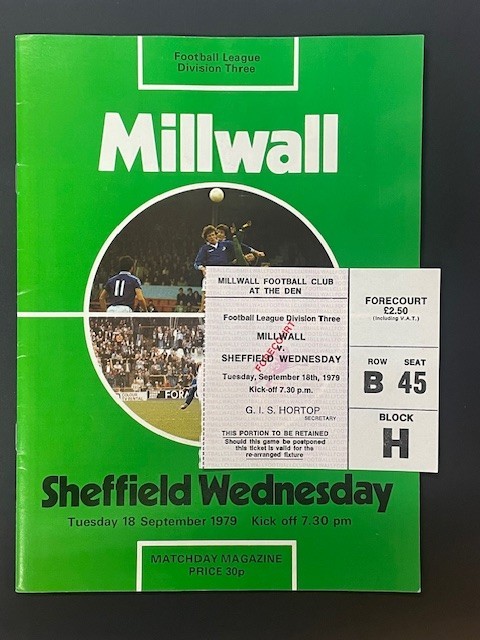 Football League
Division Three
Millwall
11
FORA
Sheffield Wednesday
Tuesday 18 September 1979 Kick off 7.30 pm
MATCHDAY MAGAZINE
PRICE 30p
MILLWALL FOOTBALL CLUB
AT THE DEN
Football League Division Three
MILLWALL
v.
SHEFFIELD WEDNESDAY
FORECOURT
Tuesday, September 18th, 1979
Kick-off 7.30 p.m.
G. I. S. HORTOP
SECRETARY
THIS PORTION TO BE RETAINED
Should this game be postponed
this ticket is valid for the
re-arranged fixture
FORECOURT
£2.50
(Including V.A.T.)
ROW SEAT
B 45
BLOCK
H